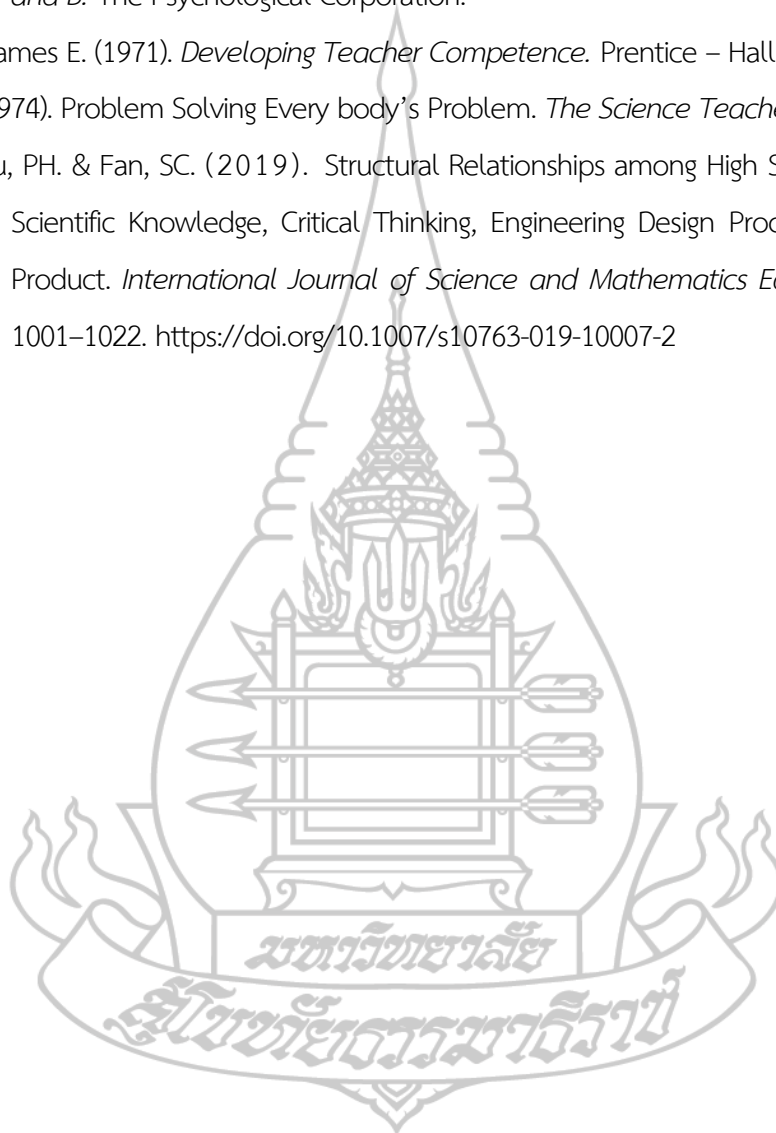 and B. The Psychological Corporation.
ames E. (1971). Developing Teacher Competence. Prentice – Hall
974). Problem Solving Every body's Problem. The Science Teache
u, PH. & Fan, SC. (2019). Structural Relationships among High S
Scientific Knowledge, Critical Thinking, Engineering Design Proc
Product. International Journal of Science and Mathematics Ed
1001–1022. https://doi.org/10.1007/s10763-019-10007-2
มหาวิทยาลัย
สุโขทัยธรรมาธิราช